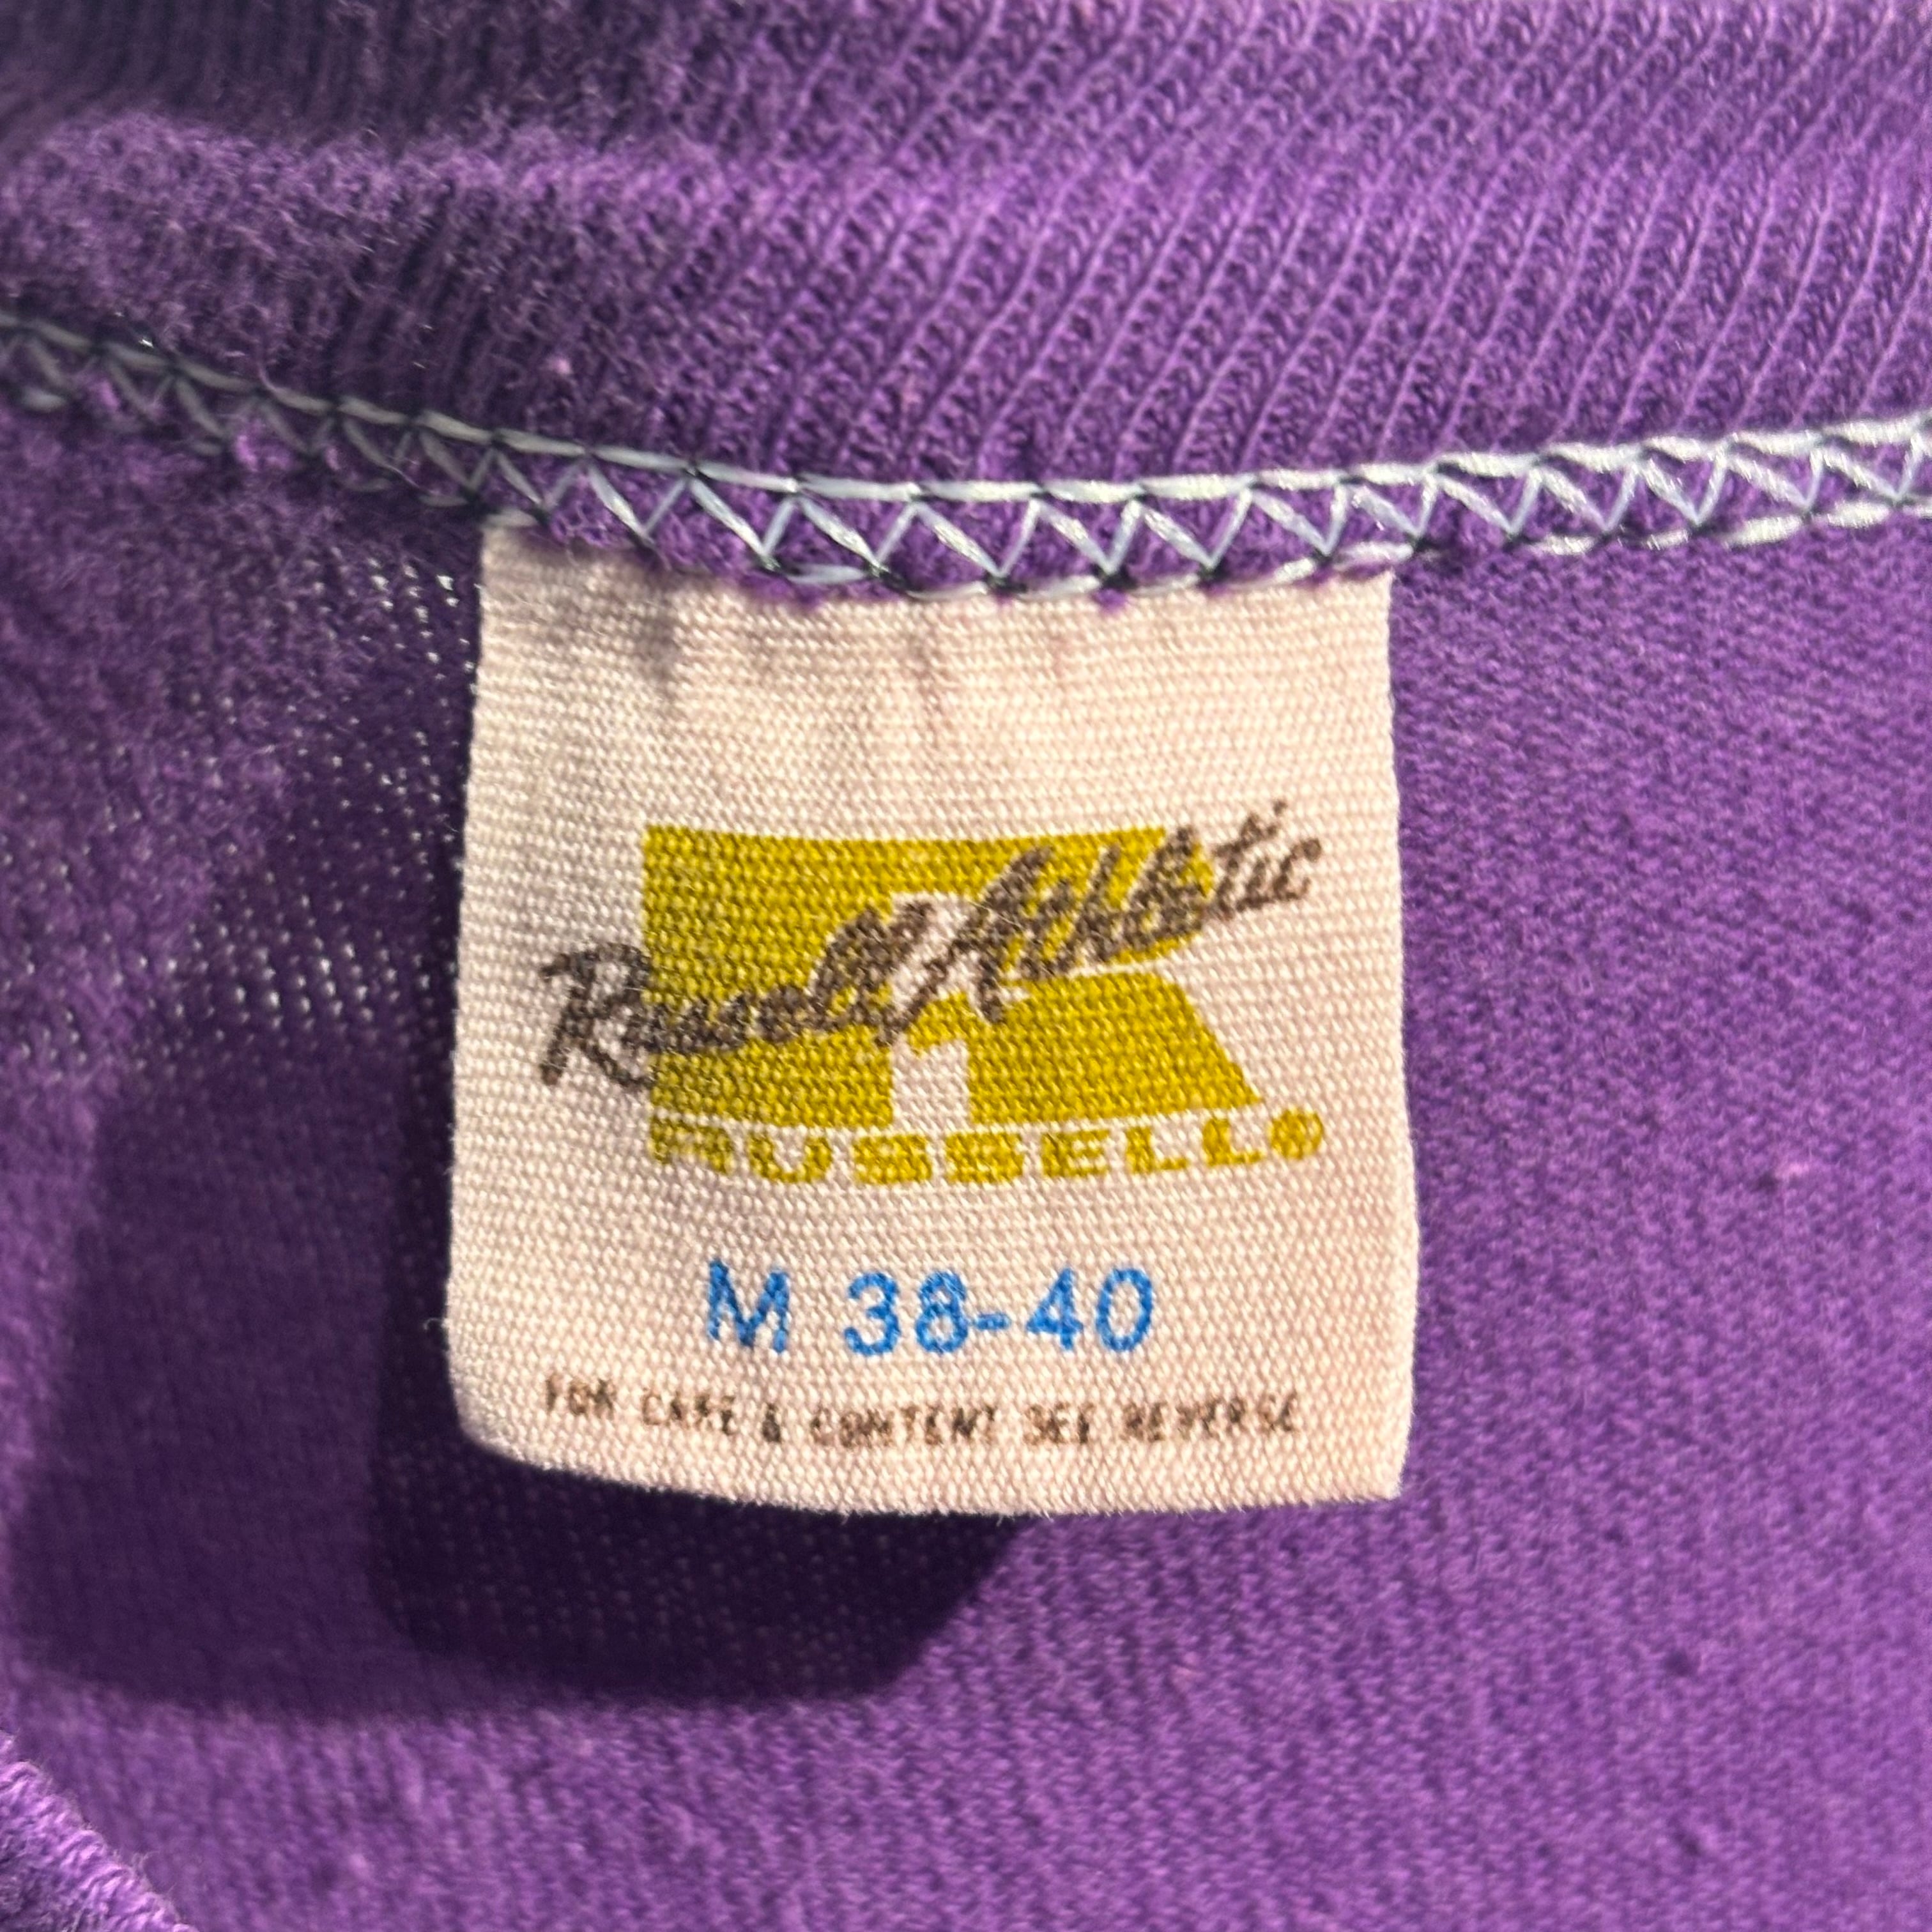 Russell Athletic
RUSSELL®
M 38-40
FOR CARE & CONTENT SEE REVERSE